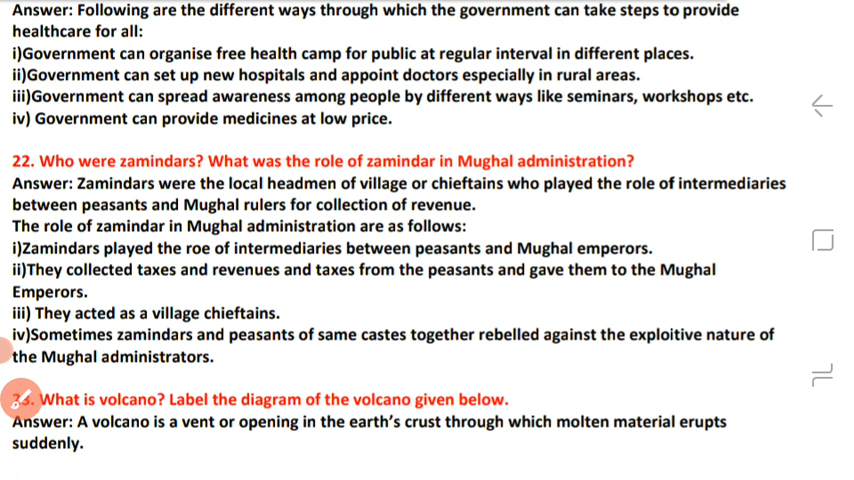 Answer: Following are the different ways through which the government can take steps to provide
healthcare for all:
i)Government can organise free health camp for public at regular interval in different places.
ii)Government can set up new hospitals and appoint doctors especially in rural areas.
iii)Government can spread awareness among people by different ways like seminars, workshops etc.
iv) Government can provide medicines at low price.
22. Who were zamindars? What was the role of zamindar in Mughal administration?
Answer: Zamindars were the local headmen of village or chieftains who played the role of intermediaries
between peasants and Mughal rulers for collection of revenue.
The role of zamindar in Mughal administration are as follows:
i)Zamindars played the roe of intermediaries between peasants and Mughal emperors.
ii)They collected taxes and revenues and taxes from the peasants and gave them to the Mughal
Emperors.
iii) They acted as a village chieftains.
iv)Sometimes zamindars and peasants of same castes together rebelled against the exploitive nature of
the Mughal administrators.
What is volcano? Label the diagram of the volcano given below.
Answer: A volcano is a vent or opening in the earth's crust through which molten material erupts
suddenly.